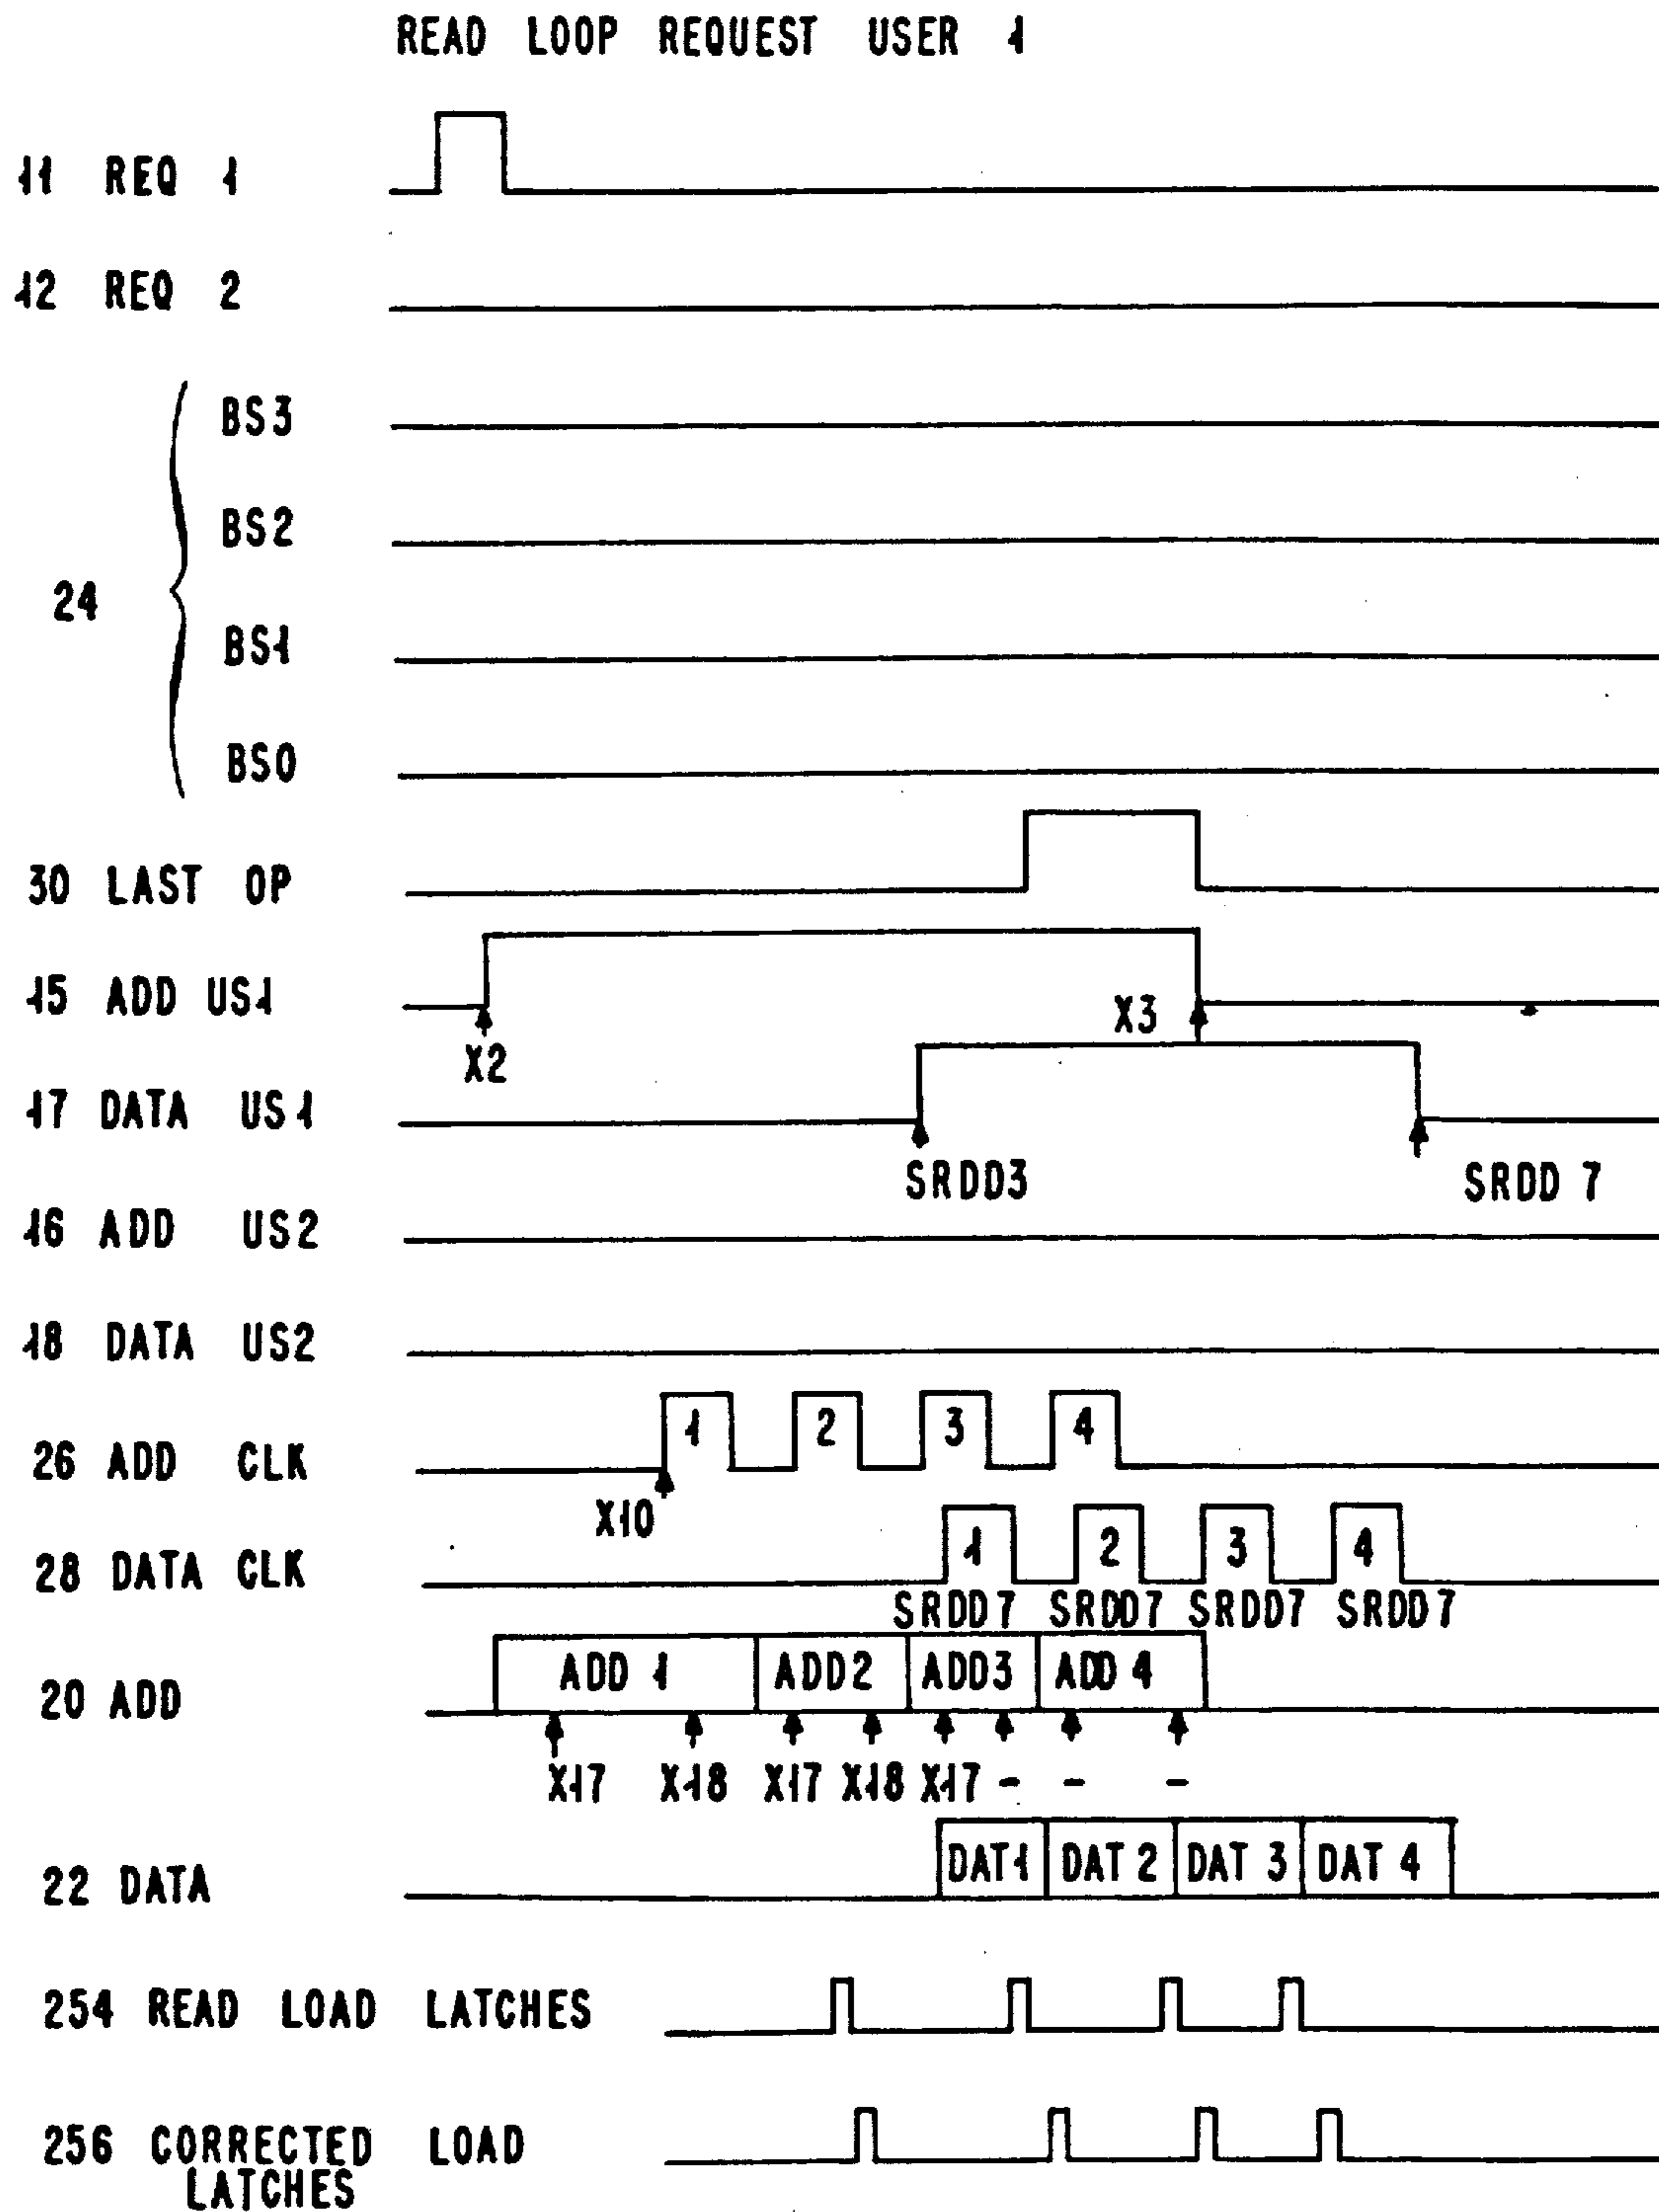 READ LOOP REQUEST USER 1
11 REQ 1
12 REQ 2
24
BS3
BS2
BS1
BS0
30 LAST OP
15 ADD US1
X2
X3
17 DATA US1
SRDD3
SRDD 7
16 ADD US2
18 DATA US2
26 ADD CLK
1 2 3 4
X10
28 DATA CLK
1 2 3 4
SRDD7 SRDD7 SRDD7 SRDD7
20 ADD
ADD 1 ADD2 ADD3 ADD 4
X17 X18 X17 X18 X17 - - -
22 DATA
DAT1 DAT 2 DAT 3 DAT 4
254 READ LOAD LATCHES
256 CORRECTED LOAD
LATCHES